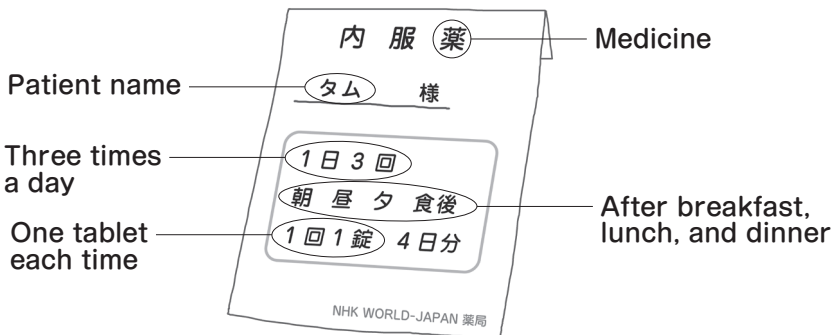 内 服 薬
Medicine
Patient name
タム 様
Three times
a day
1日3回
朝 昼 夕 食後
After breakfast,
lunch, and dinner
One tablet
each time
1回1錠 4日分
NHK WORLD-JAPAN 薬局